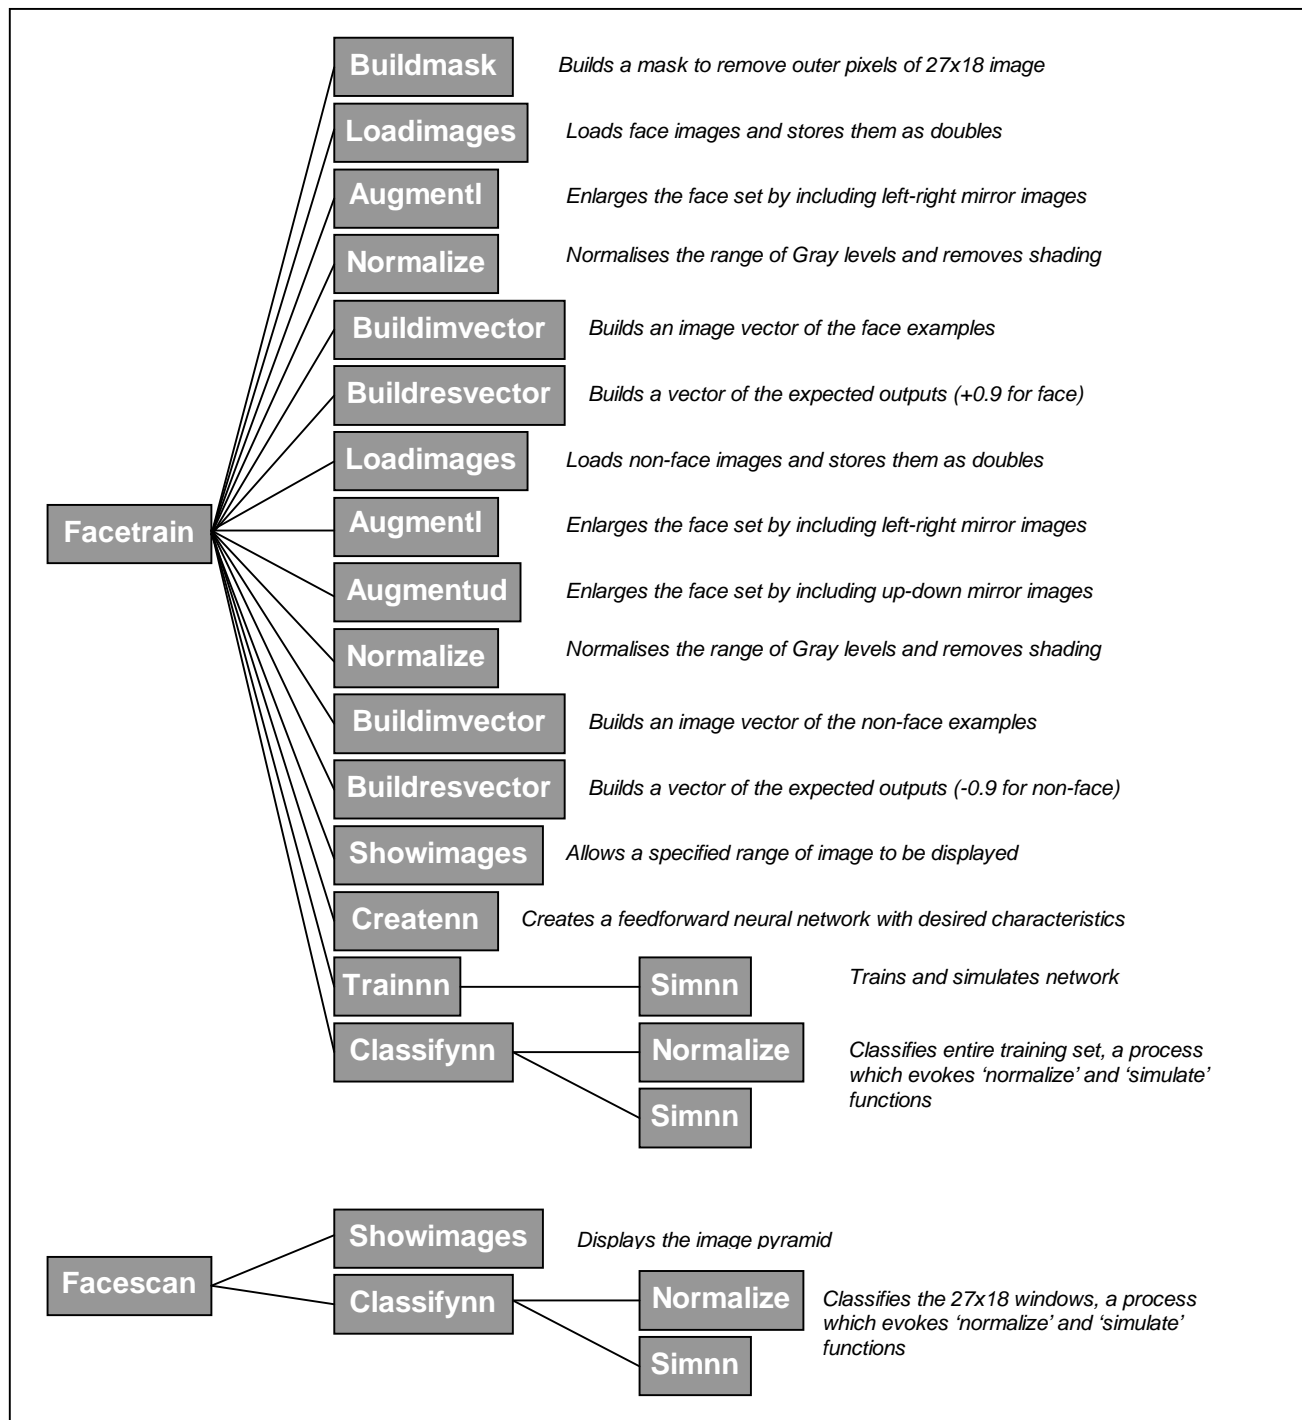 Buildmask
Builds a mask to remove outer pixels of 27x18 image
Loadimages
Loads face images and stores them as doubles
Augmentl
Enlarges the face set by including left-right mirror images
Normalize
Normalises the range of Gray levels and removes shading
Buildimvector
Builds an image vector of the face examples
Buildresvector
Builds a vector of the expected outputs (+0.9 for face)
Loadimages
Loads non-face images and stores them as doubles
Facetrain
Augmentl
Enlarges the face set by including left-right mirror images
Augmentud
Enlarges the face set by including up-down mirror images
Normalize
Normalises the range of Gray levels and removes shading
Buildimvector
Builds an image vector of the non-face examples
Buildresvector
Builds a vector of the expected outputs (-0.9 for non-face)
Showimages
Allows a specified range of image to be displayed
Createnn
Creates a feedforward neural network with desired characteristics
Trainnn
Simnn
Trains and simulates network
Classifynn
Normalize
Classifies entire training set, a process
which evokes ‘normalize’ and ‘simulate’
functions
Simnn
Showimages
Displays the image pyramid
Facescan
Classifynn
Normalize
Classifies the 27x18 windows, a process
which evokes ‘normalize’ and ‘simulate’
functions
Simnn